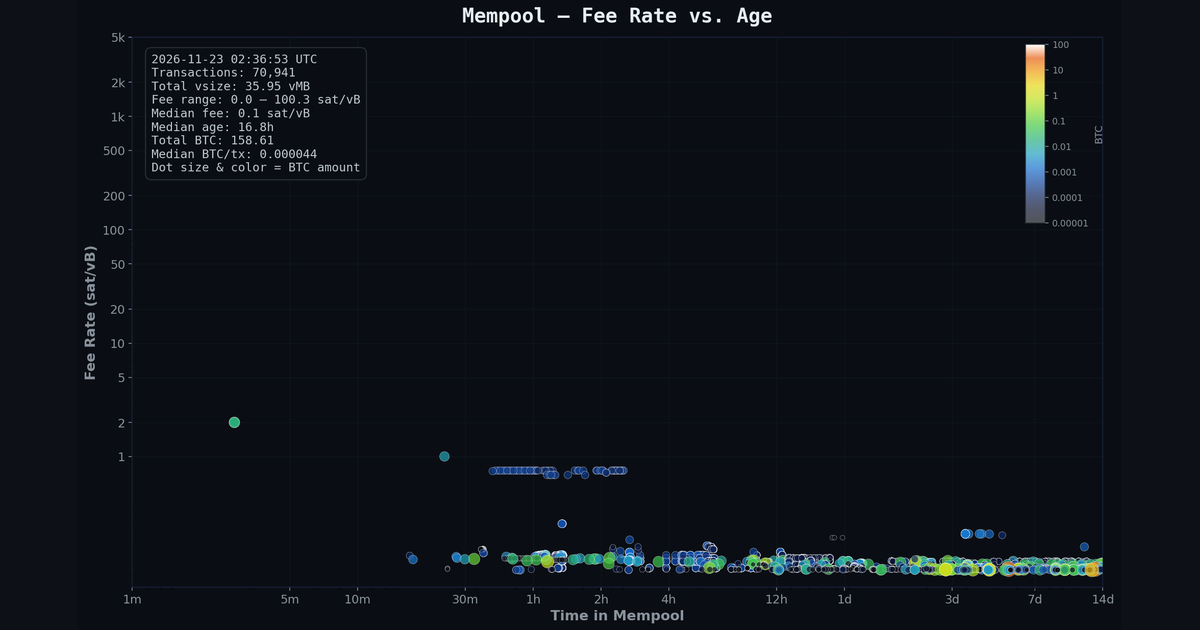 Mempool — Fee Rate vs. Age
2026-11-23 02:36:53 UTC
Transactions: 70,941
Total vsize: 35.95 vMB
Fee range: 0.0 — 100.3 sat/vB
Median fee: 0.1 sat/vB
Median age: 16.8h
Total BTC: 158.61
Median BTC/tx: 0.000044
Dot size & color = BTC amount
100
10
1
0.1
0.01
0.001
0.0001
0.00001
BTC
5k
2k
1k
500
200
100
50
20
10
5
2
1
Fee Rate (sat/vB)
1m
5m
10m
30m
1h
2h
4h
12h
1d
3d
7d
14d
Time in Mempool